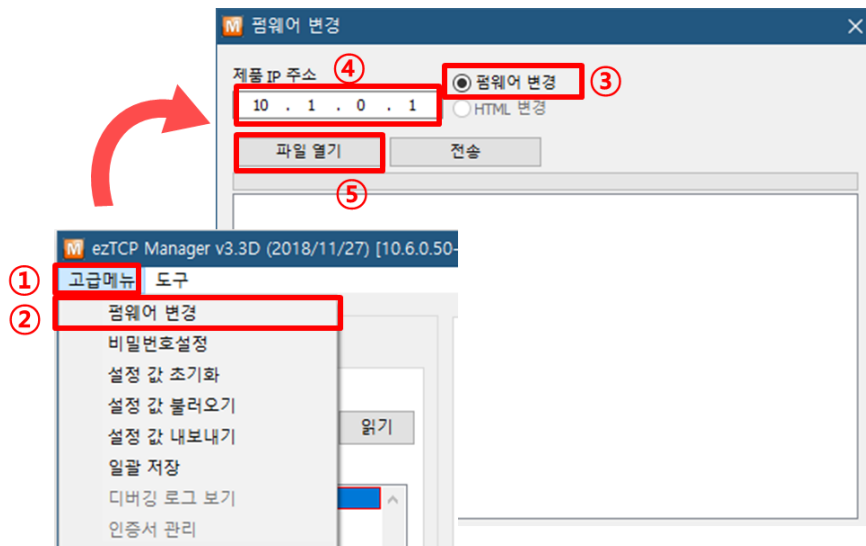 M 펌웨어 변경
제품 IP 주소 ④
펌웨어 변경 ③
10 . 1 . 0 . 1
HTML 변경
파일 열기 전송
⑤
M ezTCP Manager v3.3D (2018/11/27) [10.6.0.50-
① 고급메뉴 도구
② 펌웨어 변경
비밀번호설정
설정 값 초기화
설정 값 불러오기
설정 값 내보내기
읽기
일괄 저장
디버깅 로그 보기
인증서 관리